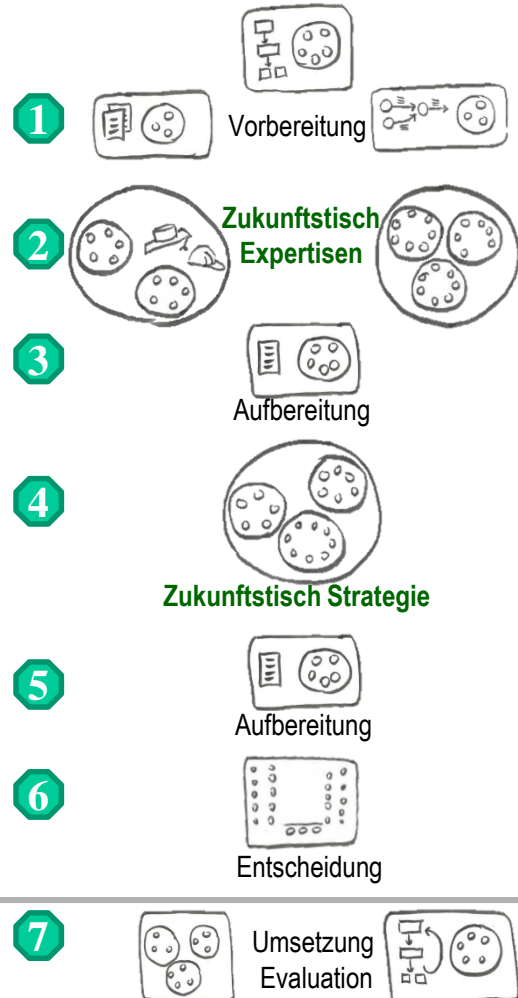 1
Vorbereitung
2
Zukunftstisch
Expertisen
3
Aufbereitung
4
Zukunftstisch Strategie
5
Aufbereitung
6
Entscheidung
7
Umsetzung
Evaluation